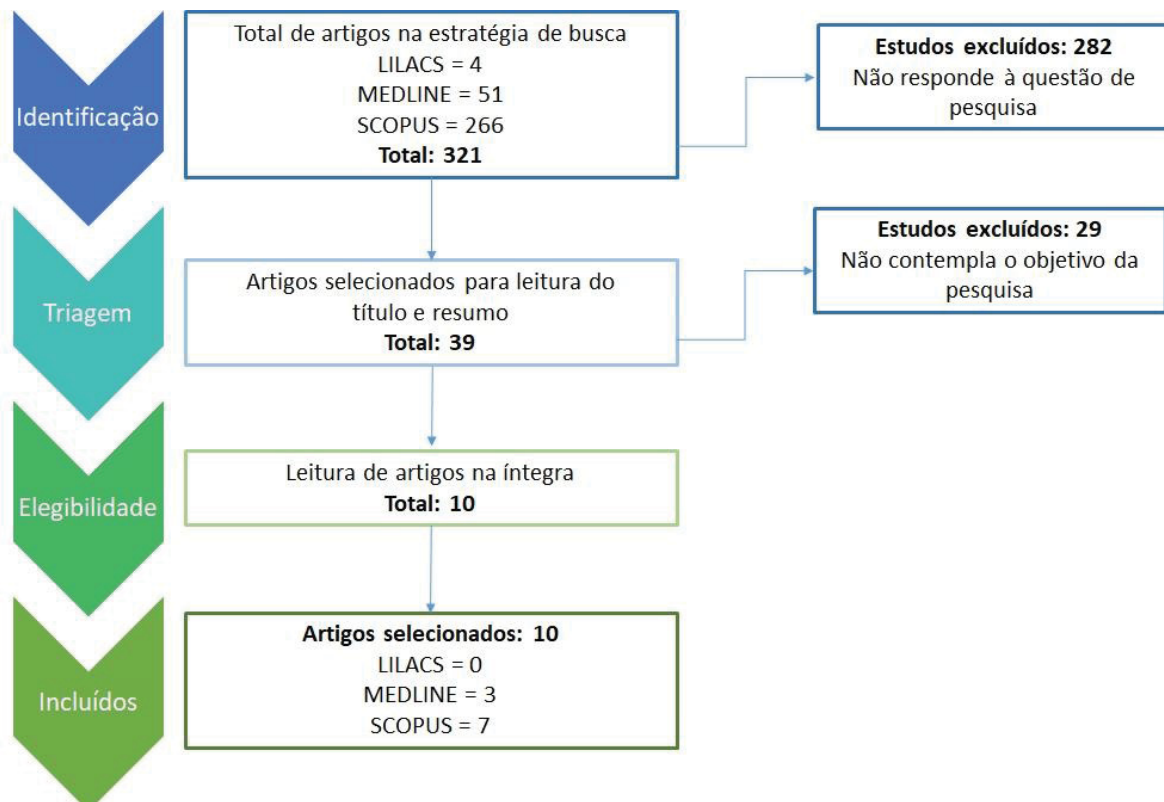 Identificação
Total de artigos na estratégia de busca
LILACS = 4
MEDLINE = 51
SCOPUS = 266
Total: 321
Estudos excluídos: 282
Não responde à questão de
pesquisa
Triagem
Artigos selecionados para leitura do
título e resumo
Total: 39
Estudos excluídos: 29
Não contempla o objetivo da
pesquisa
Elegibilidade
Leitura de artigos na íntegra
Total: 10
Incluídos
Artigos selecionados: 10
LILACS = 0
MEDLINE = 3
SCOPUS = 7